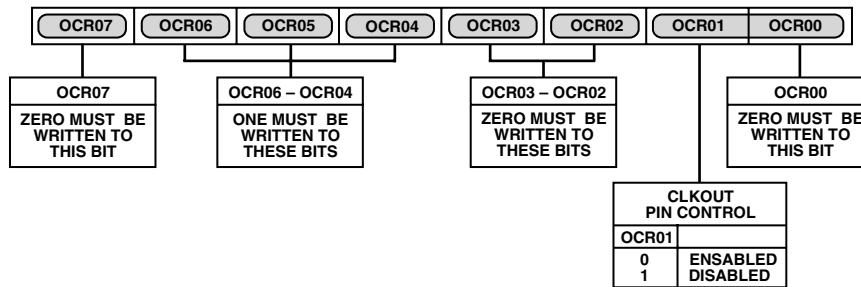 OCR07 OCR06 OCR05 OCR04 OCR03 OCR02 OCR01 OCR00
OCR07
ZERO MUST BE
WRITTEN TO
THIS BIT
OCR06 – OCR04
ONE MUST BE
WRITTEN TO
THESE BITS
OCR03 – OCR02
ZERO MUST BE
WRITTEN TO
THESE BITS
OCR00
ZERO MUST BE
WRITTEN TO
THIS BIT
CLKOUT
PIN CONTROL
OCR01
0 ENSABLED
1 DISABLED